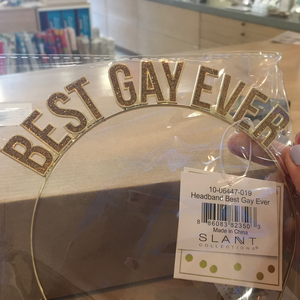 BEST GAY EVER
10-06447-019
Headband Best Gay Ever
Made in China
SLANT
COLLECTIONS